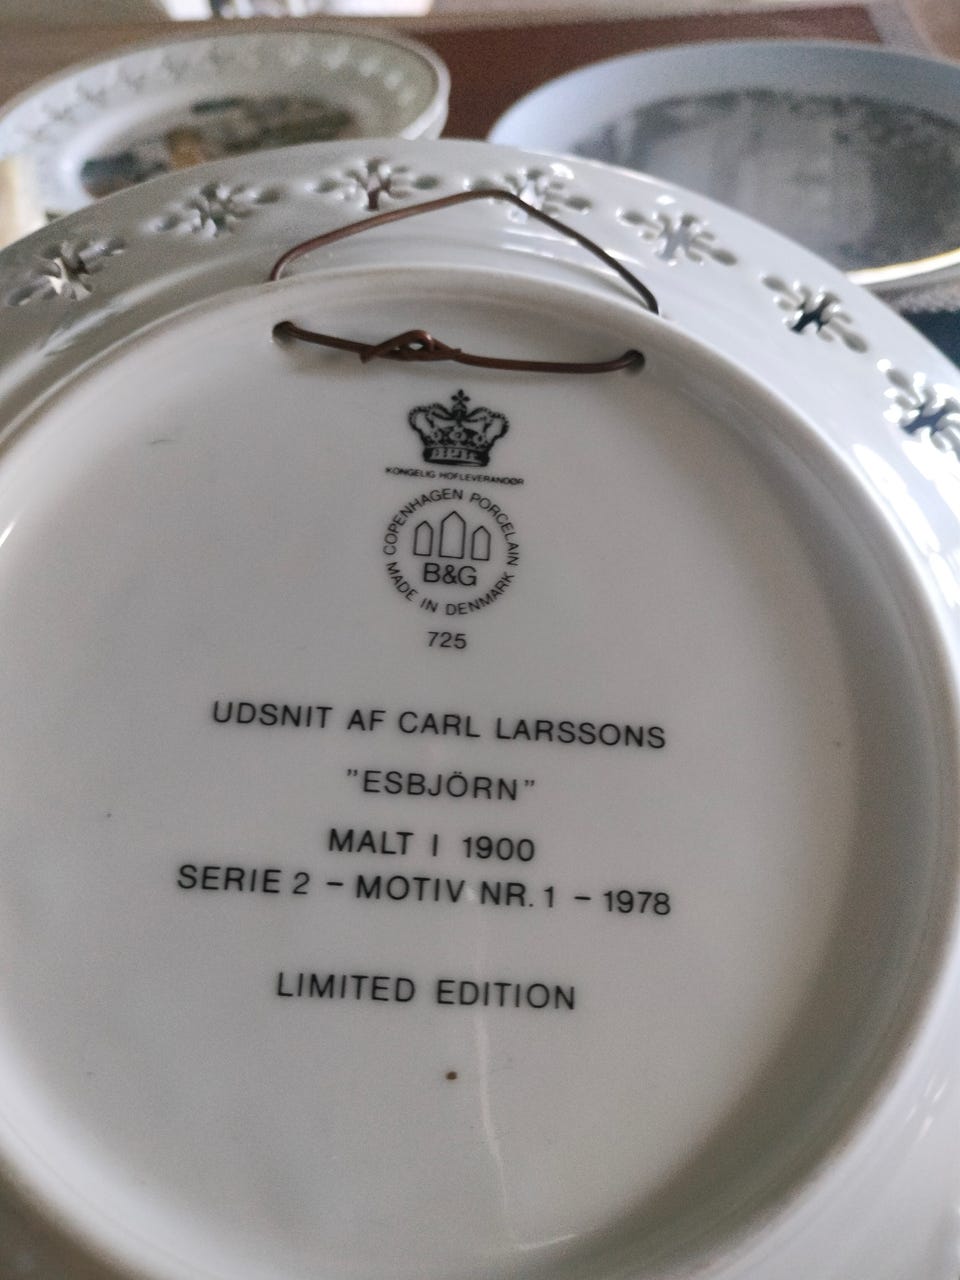 KONGELIG HOFLEVERANDØR
COPENHAGEN PORCELAIN
B&G
MADE IN DENMARK
725
UDSNIT AF CARL LARSSONS
"ESBJÖRN"
MALT I 1900
SERIE 2 - MOTIV NR. 1 - 1978
LIMITED EDITION